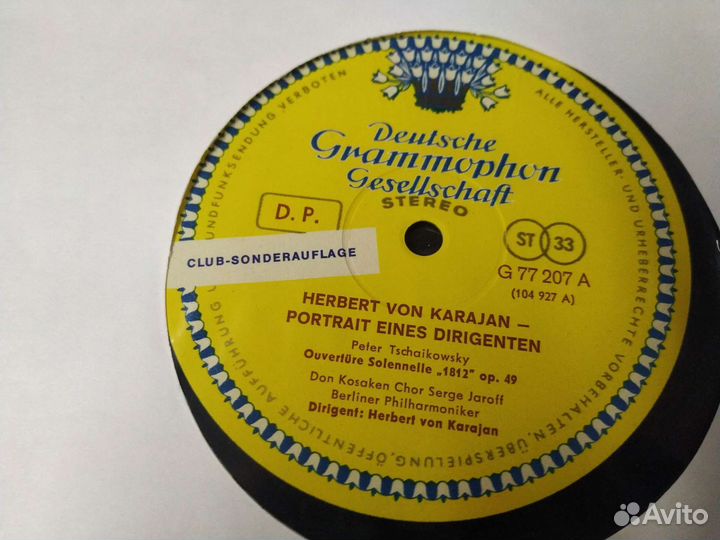 Deutsche
Grammophon
Gesellschaft
STEREO
D. P.
ST 33
G 77 207 A
(104 927 A)
CLUB-SONDERAUFLAGE
HERBERT VON KARAJAN –
PORTRAIT EINES DIRIGENTEN
Peter Tschaikowsky
Ouvertüre Solennelle „1812" op. 49
Don Kosaken Chor Serge Jaroff
Berliner Philharmoniker
Dirigent: Herbert von Karajan
ALLE HERSTELLER- UND URHEBERRECHTE VORBEHALTEN, ÜBERSPIELUNG, ÖFFENTLICHE AUFFÜHRUNG U
UNDFUNKSENDUNG VERBOTEN
Avito